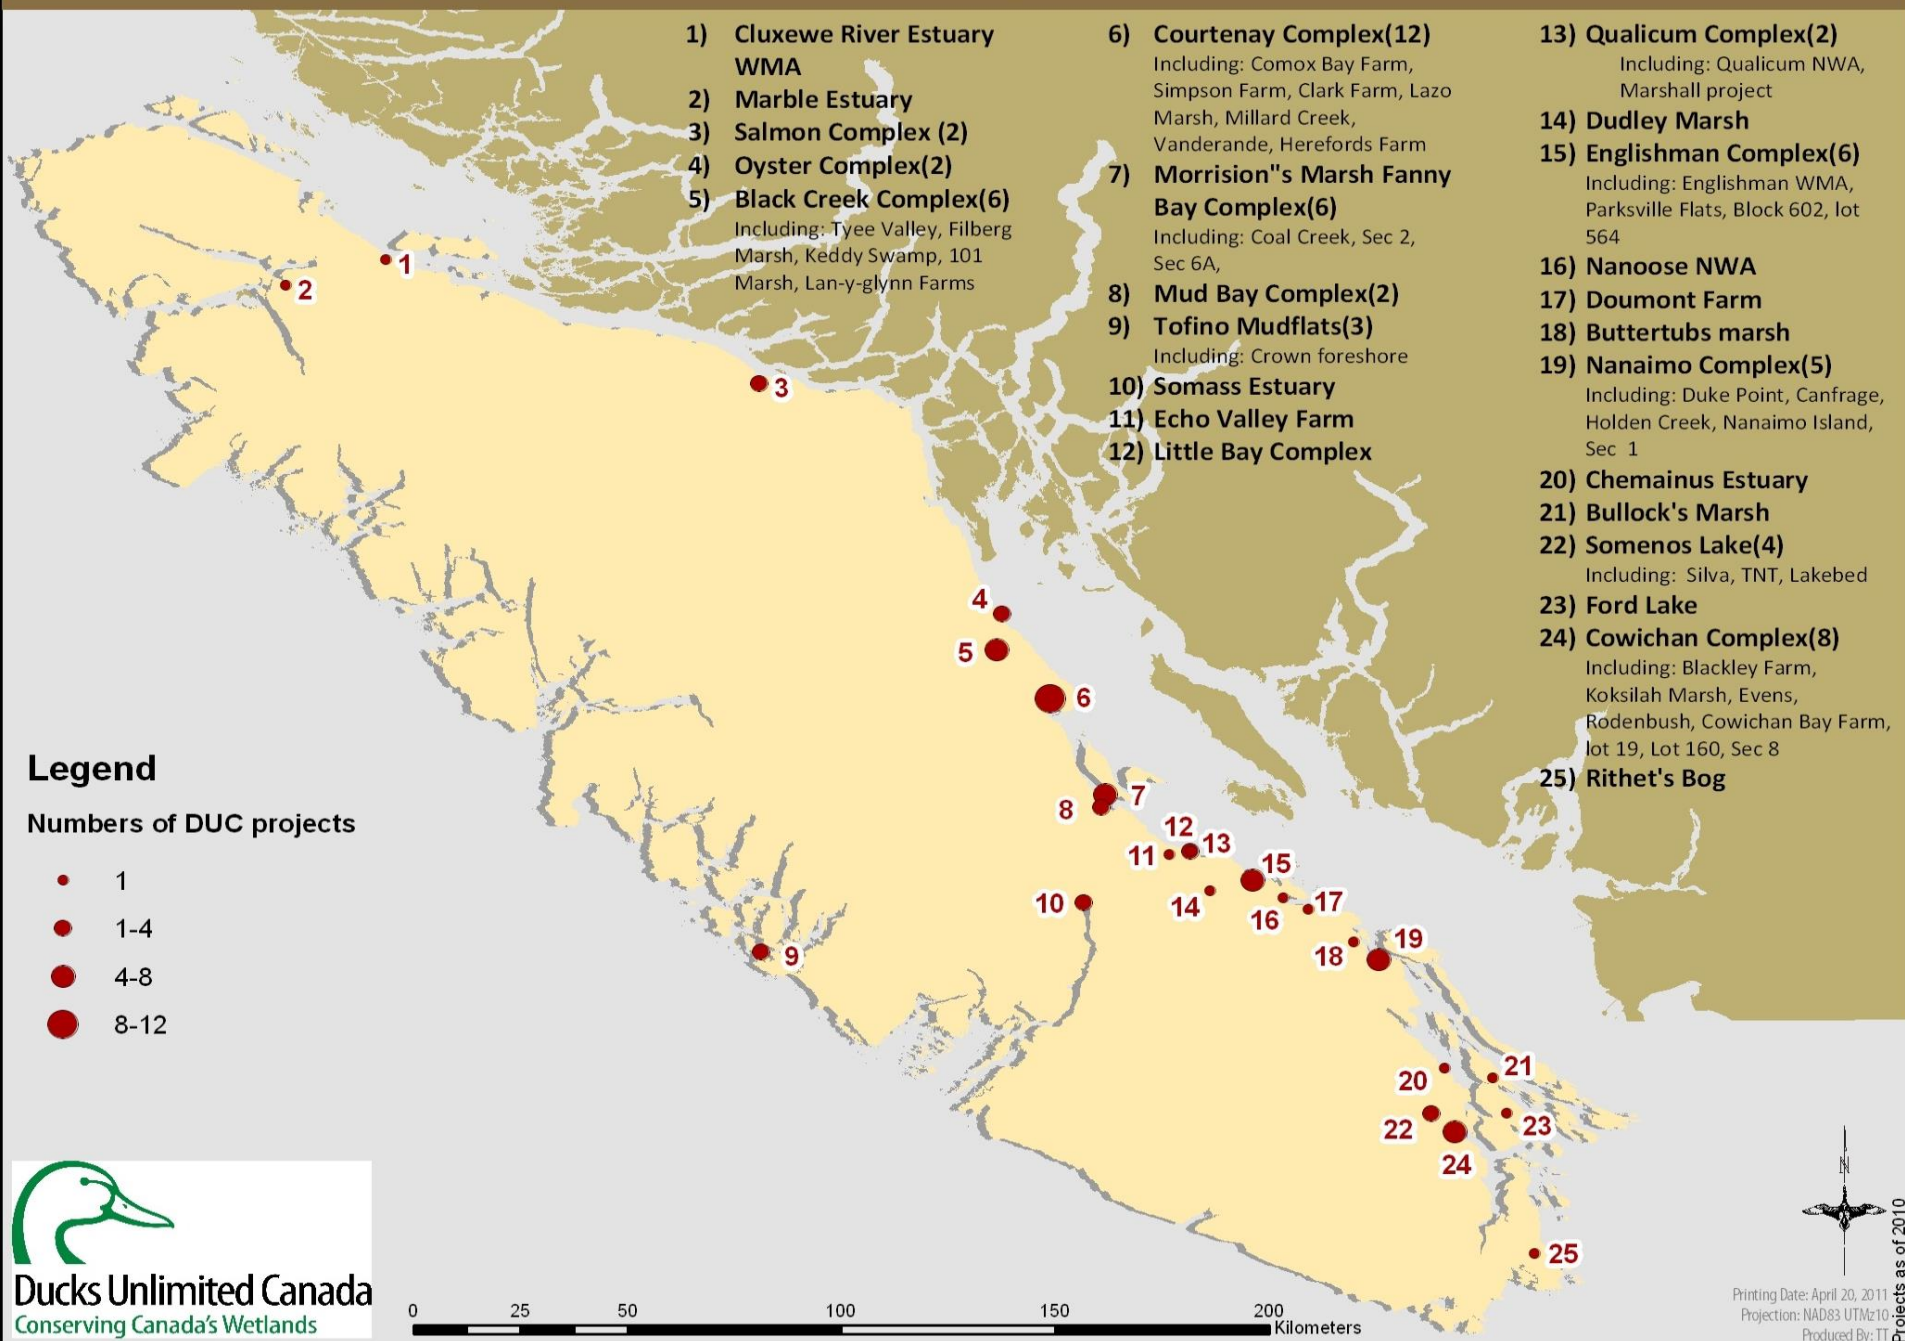 1) Cluxewe River Estuary
WMA
2) Marble Estuary
3) Salmon Complex (2)
4) Oyster Complex(2)
5) Black Creek Complex(6)
Including: Tyee Valley, Filberg
Marsh, Keddy Swamp, 101
Marsh, Lan-y-glynn Farms
6) Courtenay Complex(12)
Including: Comox Bay Farm,
Simpson Farm, Clark Farm, Lazo
Marsh, Millard Creek,
Vanderande, Herefords Farm
7) Morrision"s Marsh Fanny
Bay Complex(6)
Including: Coal Creek, Sec 2,
Sec 6A,
8) Mud Bay Complex(2)
9) Tofino Mudflats(3)
Including: Crown foreshore
10) Somass Estuary
11) Echo Valley Farm
12) Little Bay Complex
13) Qualicum Complex(2)
Including: Qualicum NWA,
Marshall project
14) Dudley Marsh
15) Englishman Complex(6)
Including: Englishman WMA,
Parksville Flats, Block 602, lot
564
16) Nanoose NWA
17) Doumont Farm
18) Buttertubs marsh
19) Nanaimo Complex(5)
Including: Duke Point, Canfrage,
Holden Creek, Nanaimo Island,
Sec 1
20) Chemainus Estuary
21) Bullock's Marsh
22) Somenos Lake(4)
Including: Silva, TNT, Lakebed
23) Ford Lake
24) Cowichan Complex(8)
Including: Blackley Farm,
Koksilah Marsh, Evens,
Rodenbush, Cowichan Bay Farm,
lot 19, Lot 160, Sec 8
25) Rithet's Bog
1
2
3
4
5
6
7
8
12
13
11
15
10
14
16
17
9
18
19
20
21
22
23
24
25
Legend
Numbers of DUC projects
1
1-4
4-8
8-12
Ducks Unlimited Canada
Conserving Canada's Wetlands
0 25 50 100 150 200
Kilometers
N
Printing Date: April 20, 2011
Projection: NAD83 UTMz10
Produced By: TT
Projects as of 2010